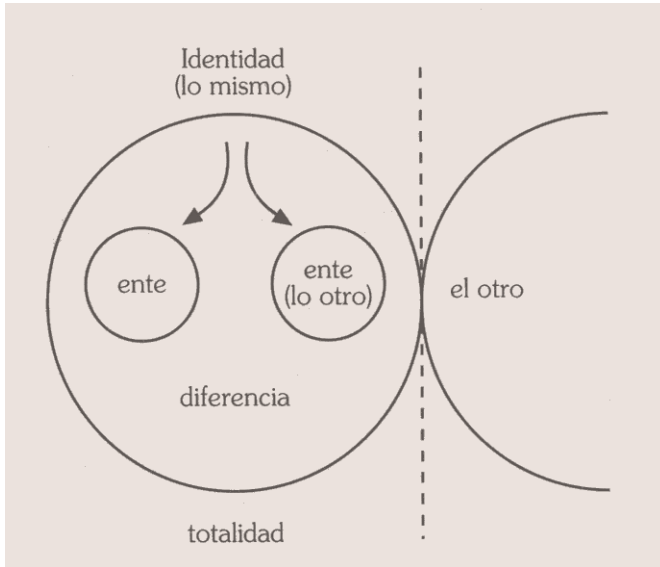 Identidad
(lo mismo)
ente
ente
(lo otro)
el otro
diferencia
totalidad